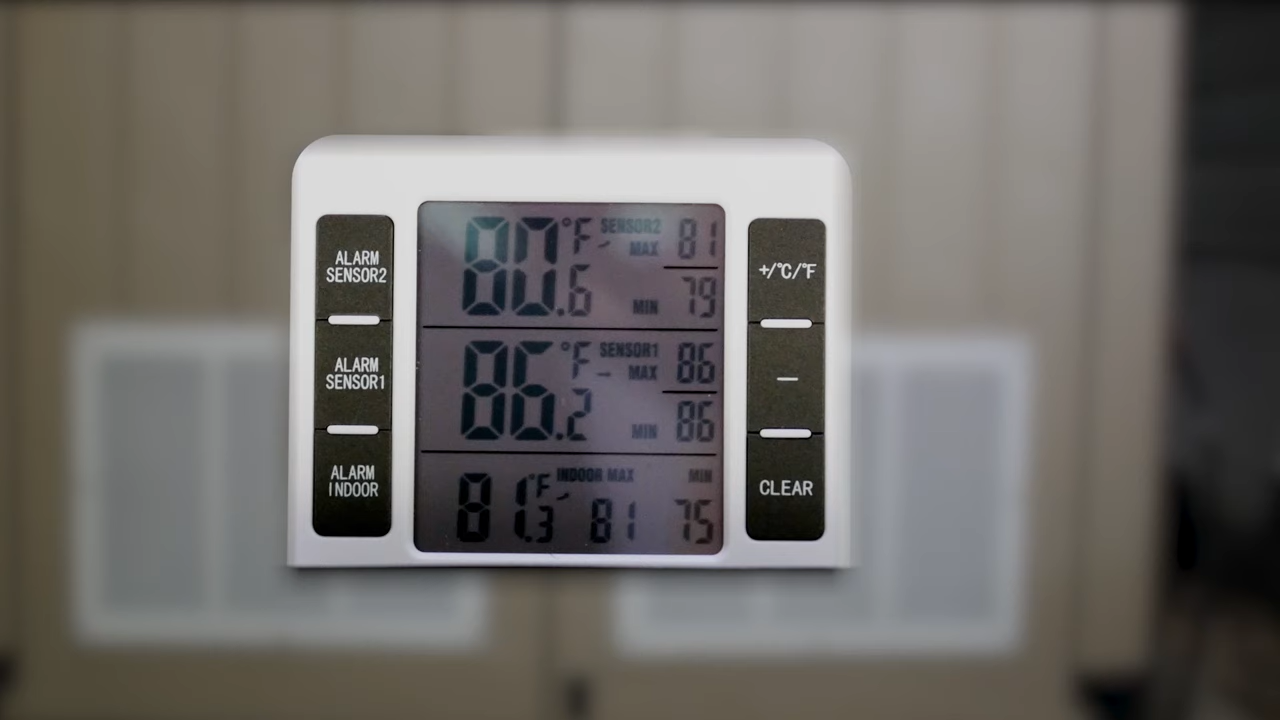 ALARM
SENSOR2
ALARM
SENSOR1
ALARM
INDOOR
80.6 °F SENSOR2
MAX 81
MIN 79
86.2 °F SENSOR1
MAX 86
MIN 86
81.3 °F INDOOR MAX 81 MIN 75
+/°C/°F
—
CLEAR